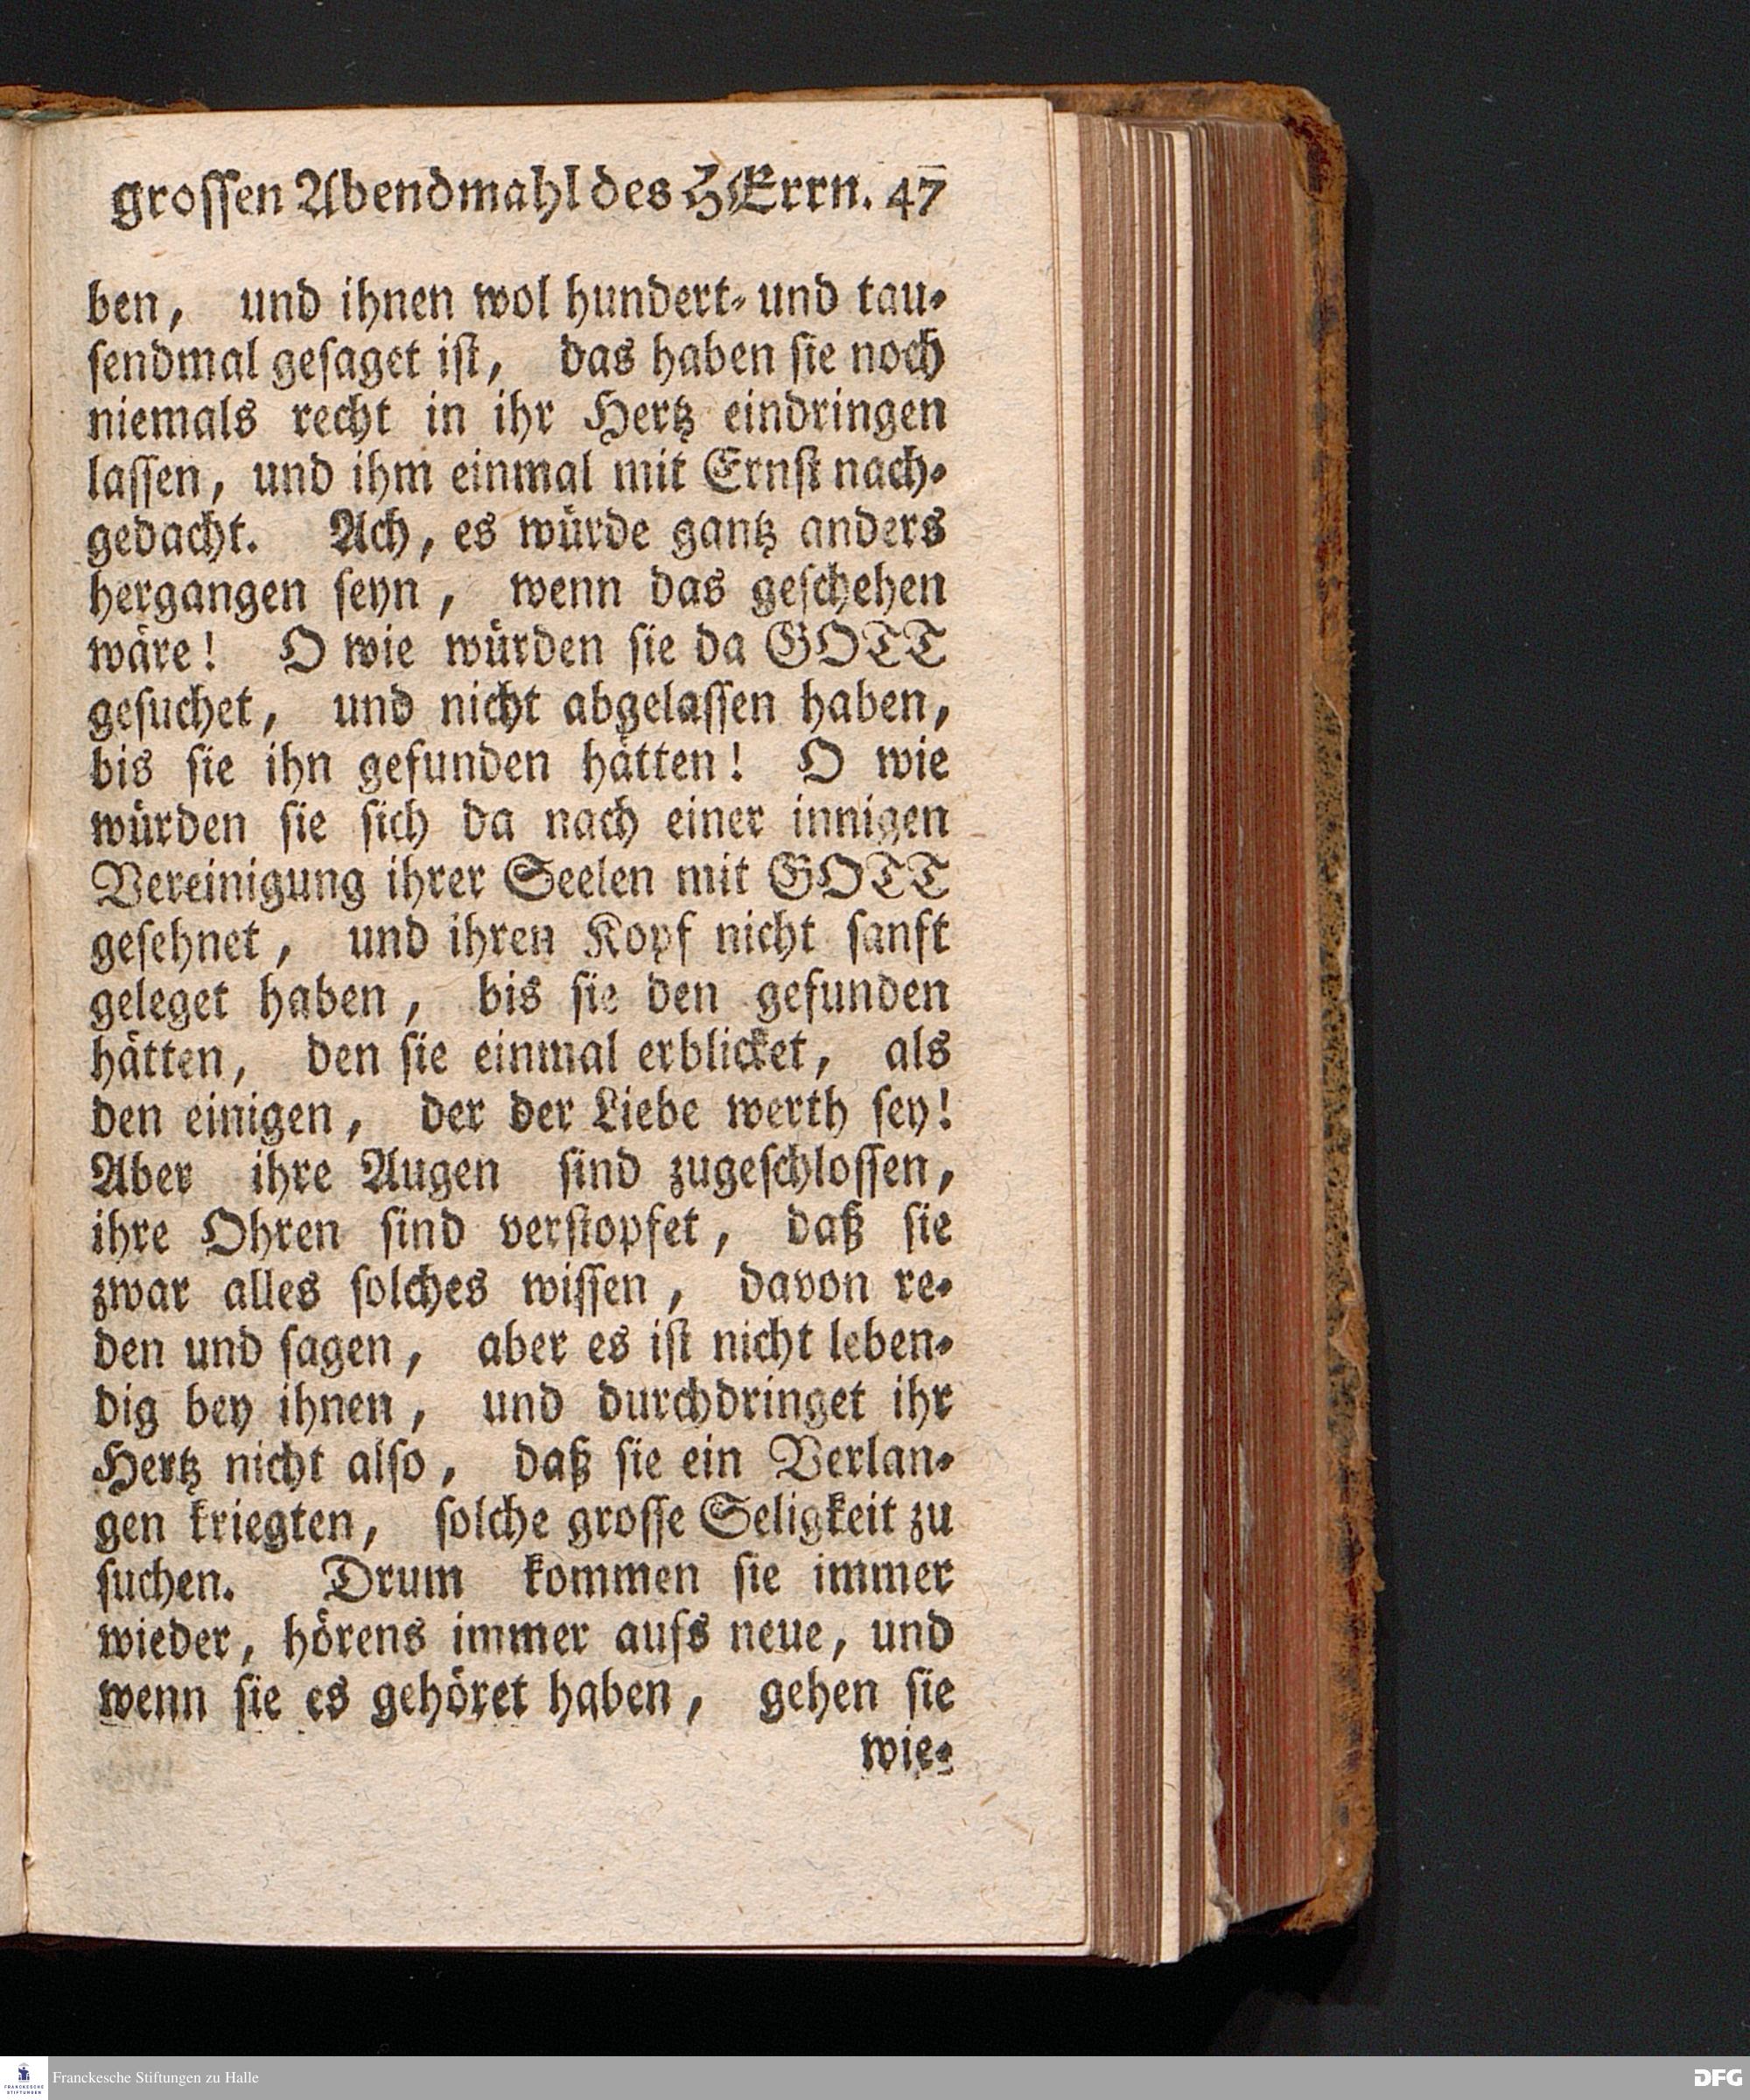 grossen Abendmahl des HErrn. 47
ben, und ihnen wol hundert- und tau-
sendmal gesaget ist, das haben sie noch
niemals recht in ihr Hertz eindringen
lassen, und ihm einmal mit Ernst nach-
gedacht. Ach, es würde gantz anders
hergangen seyn, wenn das geschehen
wäre! O wie würden sie da GOTT
gesuchet, und nicht abgelassen haben,
bis sie ihn gefunden hätten! O wie
würden sie sich da nach einer innigen
Vereinigung ihrer Seelen mit GOTT
gesehnet, und ihren Kopf nicht sanft
geleget haben, bis sie den gefunden
hätten, den sie einmal erblicket, als
den einigen, der der Liebe werth sey!
Aber ihre Augen sind zugeschlossen,
ihre Ohren sind verstopfet, daß sie
zwar alles solches wissen, davon re-
den und sagen, aber es ist nicht leben-
dig bey ihnen, und durchdringet ihr
Hertz nicht also, daß sie ein Verlan-
gen kriegten, solche grosse Seligkeit zu
suchen. Drum kommen sie immer
wieder, hörens immer aufs neue, und
wenn sie es gehöret haben, gehen sie
wie-
FRANCKESCHE
STIFTUNGEN
Franckesche Stiftungen zu Halle
DFG